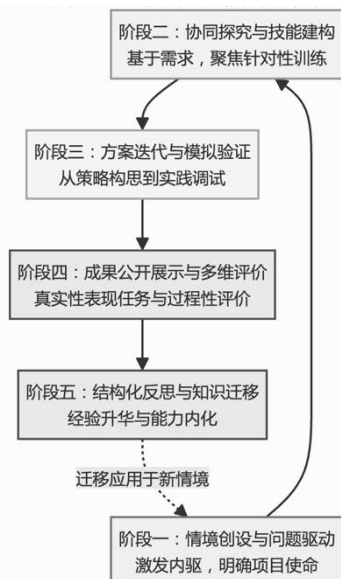 阶段二：协同探究与技能建构
基于需求，聚焦针对性训练
阶段三：方案迭代与模拟验证
从策略构思到实践调试
阶段四：成果公开展示与多维评价
真实性表现任务与过程性评价
阶段五：结构化反思与知识迁移
经验升华与能力内化
迁移应用于新情境
阶段一：情境创设与问题驱动
激发内驱，明确项目使命